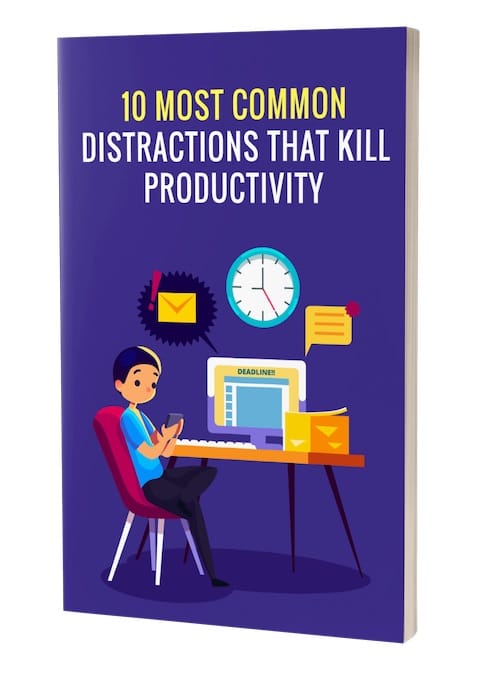 10 MOST COMMON
DISTRACTIONS THAT KILL
PRODUCTIVITY
DEADLINE!!